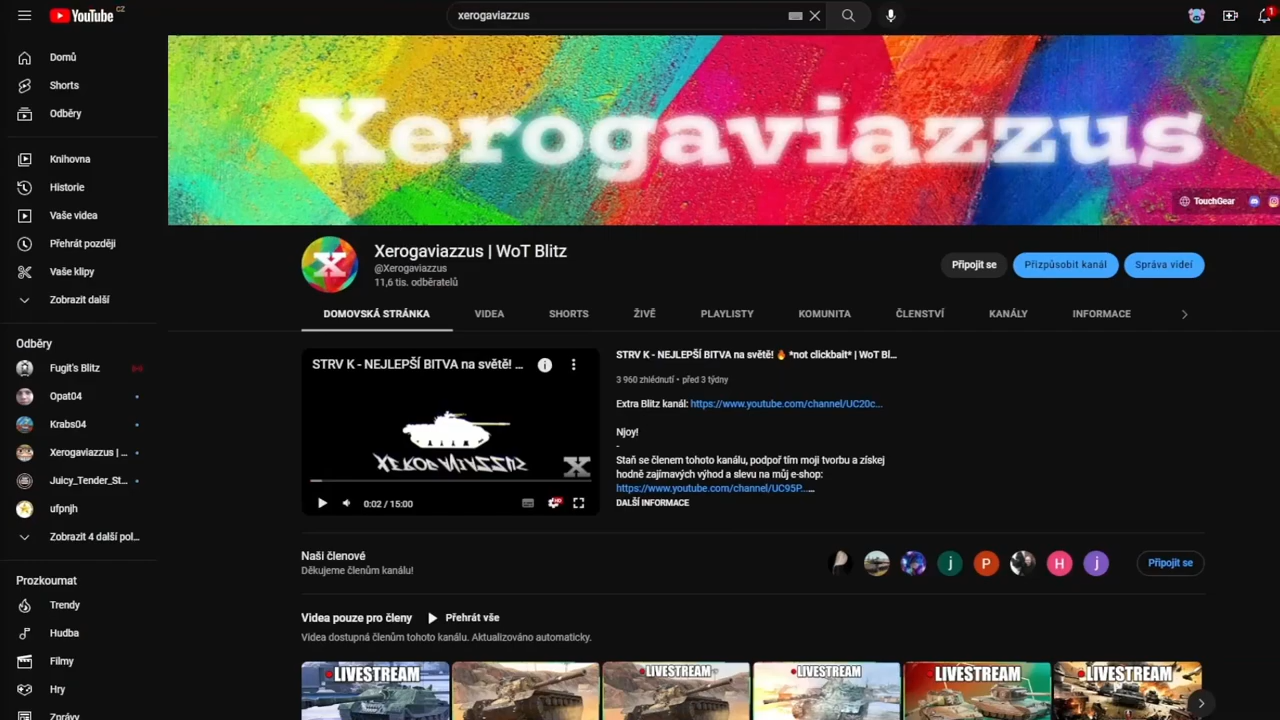 YouTube CZ
xerogaviazzus
1
Domů
Shorts
Odběry
Knihovna
Historie
Vaše videa
Přehrát později
Vaše klipy
Zobrazit další
Odběry
Fugit's Blitz
Opat04
Krabs04
Xerogaviazzus | ...
Juicy_Tender_St...
ufpnjh
Zobrazit 4 další pol...
Prozkoumat
Trendy
Hudba
Filmy
Hry
Zprávy
Xerogaviazzus
TouchGear
X
Xerogaviazzus | WoT Blitz
@Xerogaviazzus
11,6 tis. odběratelů
Připojit se
Přizpůsobit kanál
Správa videí
DOMOVSKÁ STRÁNKA
VIDEA
SHORTS
ŽIVĚ
PLAYLISTY
KOMUNITA
ČLENSTVÍ
KANÁLY
INFORMACE
STRV K - NEJLEPŠÍ BITVA na světě! ...
XEROGAVIAZZUS
X
0:02 / 15:00
HD
STRV K - NEJLEPŠÍ BITVA na světě! 🔥 *not clickbait* | WoT Bl...
3 960 zhlédnutí • před 3 týdny
Extra Blitz kanál: https://www.youtube.com/channel/UC20c...
Njoy!
-
Staň se členem tohoto kanálu, podpoř tím moji tvorbu a získej
hodně zajímavých výhod a slevu na můj e-shop:
https://www.youtube.com/channel/UC95P...
...
DALŠÍ INFORMACE
Naši členové
Děkujeme členům kanálu!
j
P
H
j
Připojit se
Videa pouze pro členy
Přehrát vše
Videa dostupná členům tohoto kanálu. Aktualizováno automaticky.
LIVESTREAM
LIVESTREAM
LIVESTREAM
LIVESTREAM
LIVESTREAM